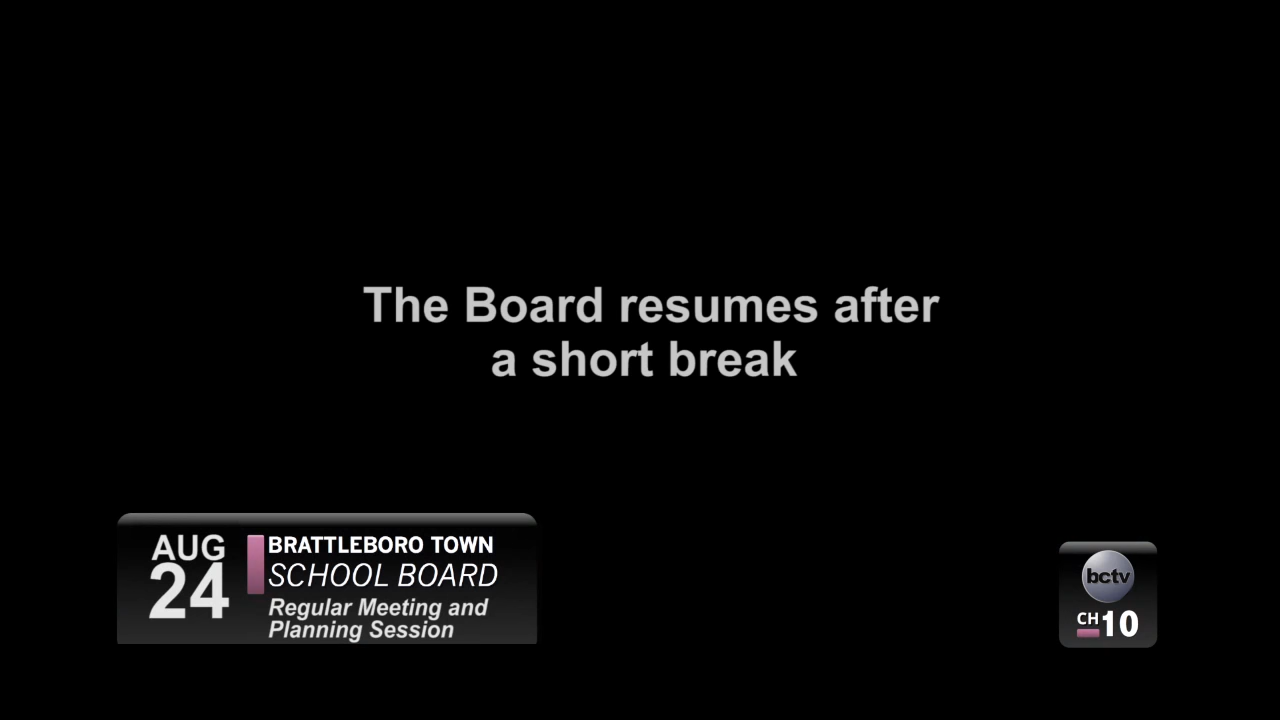 The Board resumes after
a short break
AUG
24
BRATTLEBORO TOWN
SCHOOL BOARD
Regular Meeting and
Planning Session
bctv
CH 10